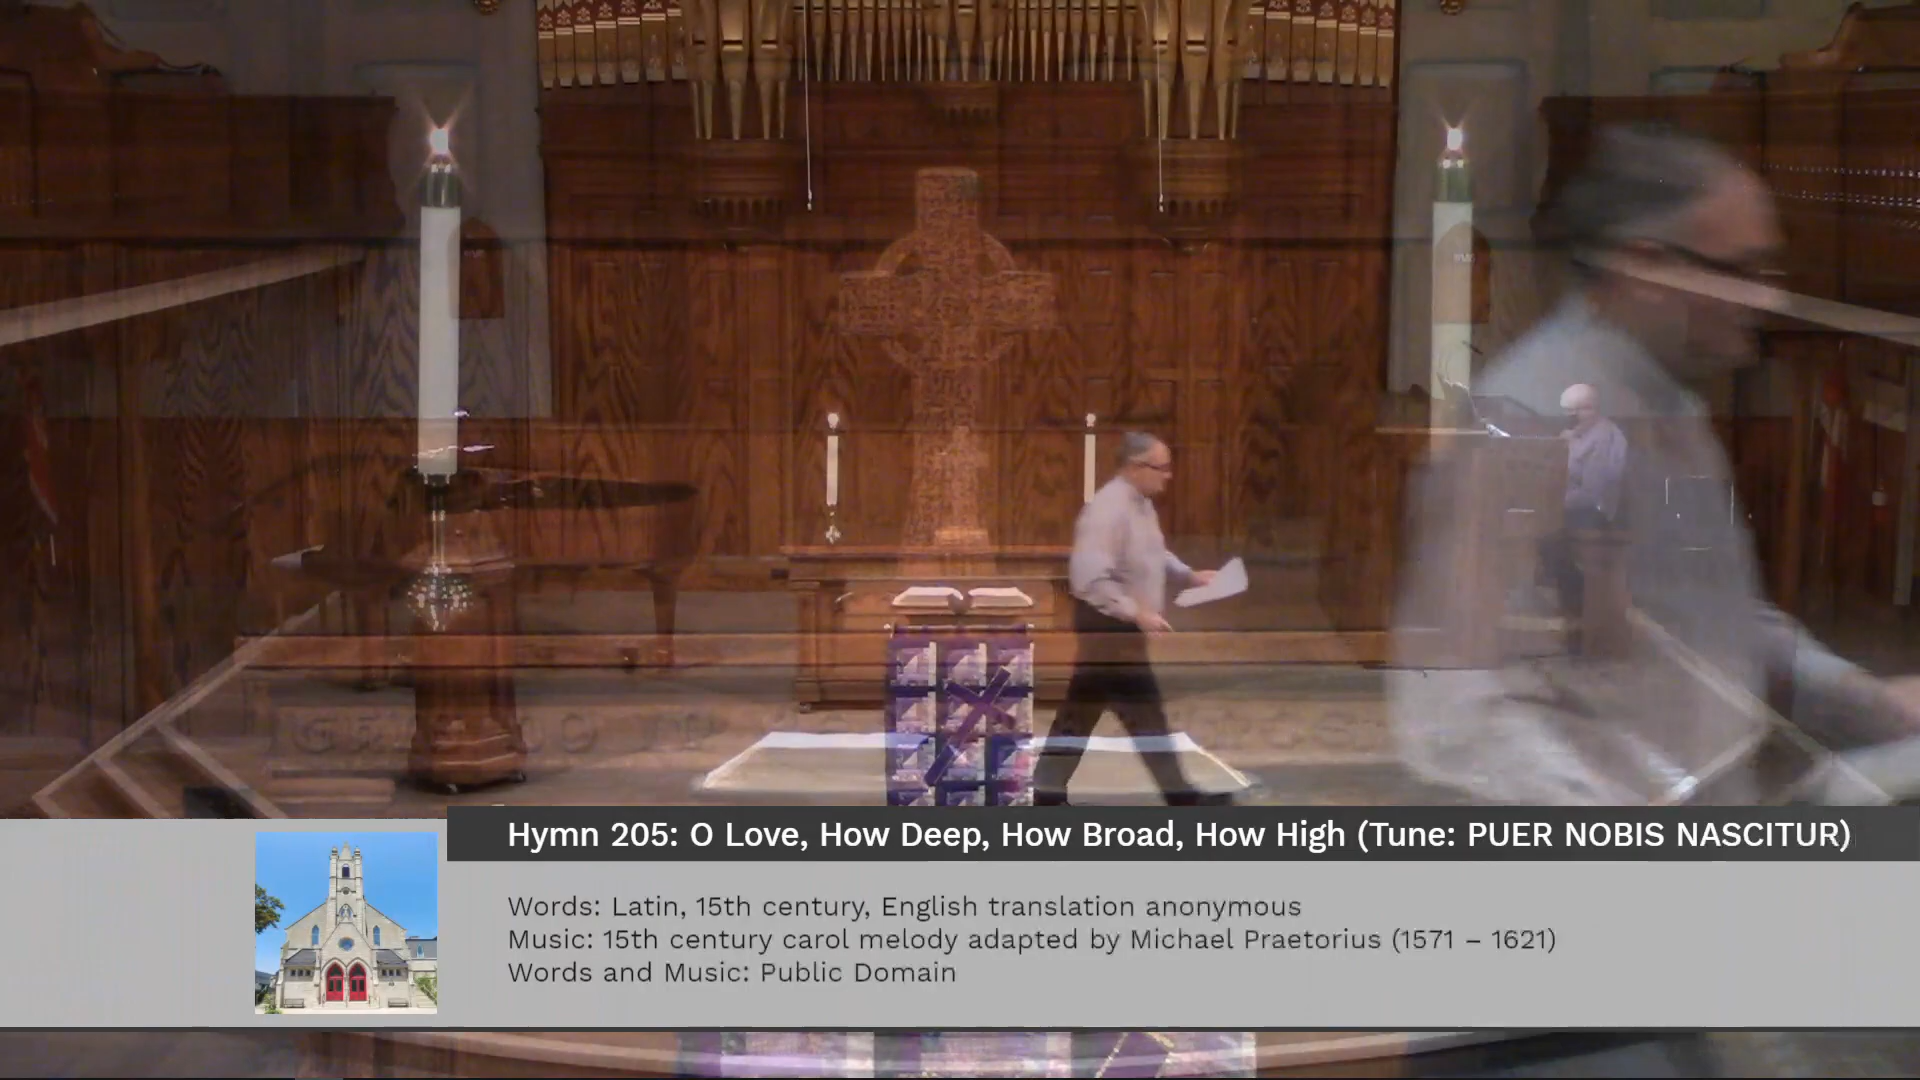 Hymn 205: O Love, How Deep, How Broad, How High (Tune: PUER NOBIS NASCITUR)
Words: Latin, 15th century, English translation anonymous
Music: 15th century carol melody adapted by Michael Praetorius (1571 – 1621)
Words and Music: Public Domain